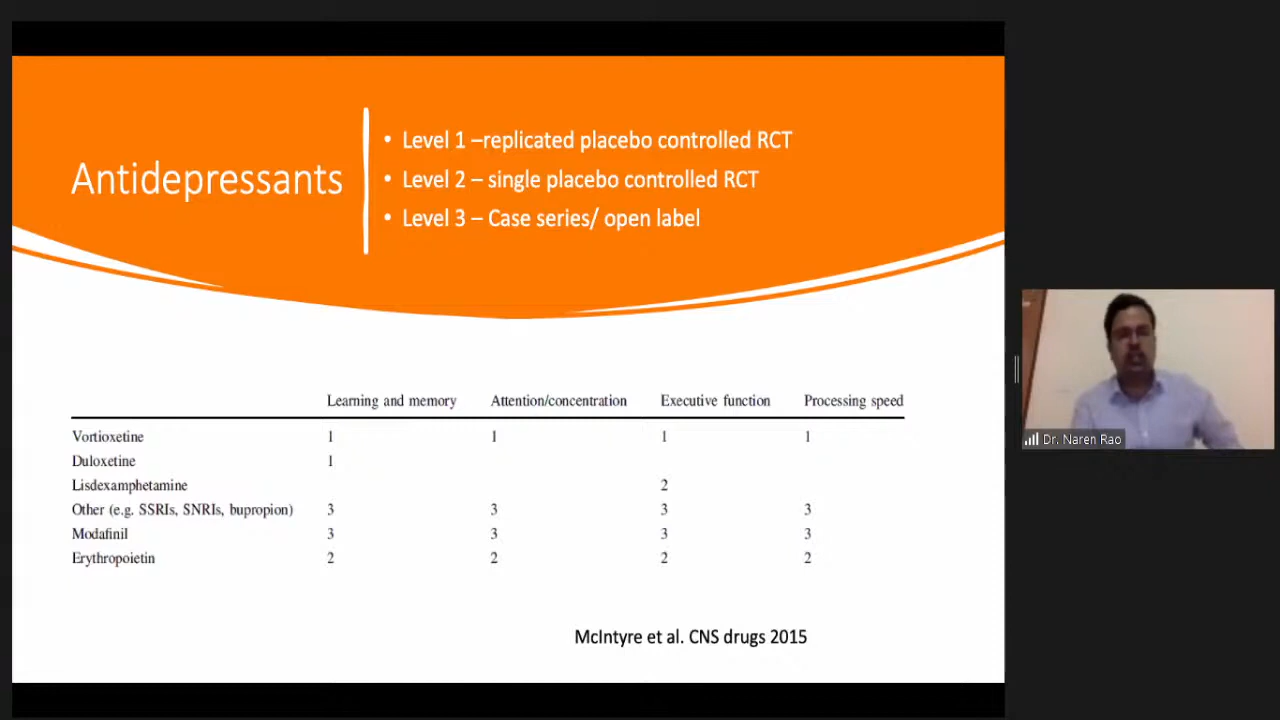 Antidepressants
• Level 1 –replicated placebo controlled RCT
• Level 2 – single placebo controlled RCT
• Level 3 – Case series/ open label
Learning and memory Attention/concentration Executive function Processing speed
Vortioxetine 1 1 1 1
Duloxetine 1
Lisdexamphetamine 2
Other (e.g. SSRIs, SNRIs, bupropion) 3 3 3 3
Modafinil 3 3 3 3
Erythropoietin 2 2 2 2
McIntyre et al. CNS drugs 2015
Dr. Naren Rao